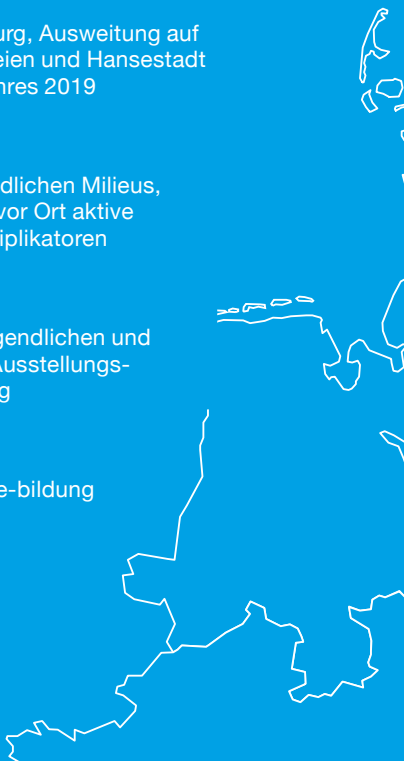 urg, Ausweitung auf
eien und Hansestadt
hres 2019
dlichen Milieus,
vor Ort aktive
iplikatoren
gendlichen und
Ausstellungs-
g
e-bildung